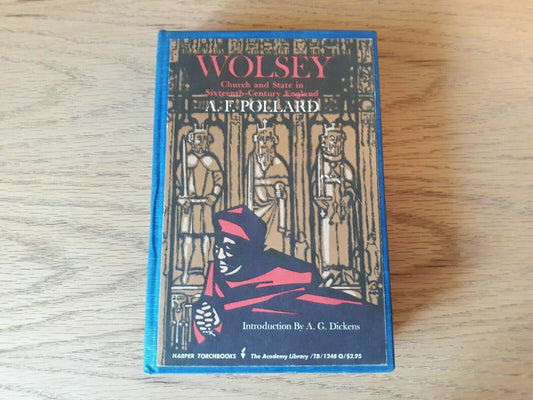 WOLSEY
Church and State in
Sixteenth-Century England
A. F. POLLARD
Introduction By A. G. Dickens
HARPER TORCHBOOKS The Academy Library /TB/1248 Q/$2.95